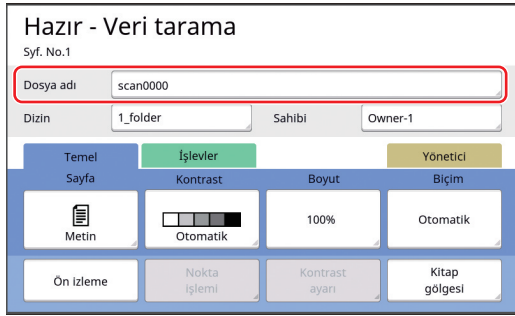 Hazır - Veri tarama
Syf. No.1
Dosya adı scan0000
Dizin 1_folder Sahibi Owner-1
Temel İşlevler Yönetici
Sayfa Kontrast Boyut Biçim
Metin Otomatik 100% Otomatik
Ön izleme Nokta işlemi Kontrast ayarı Kitap gölgesi